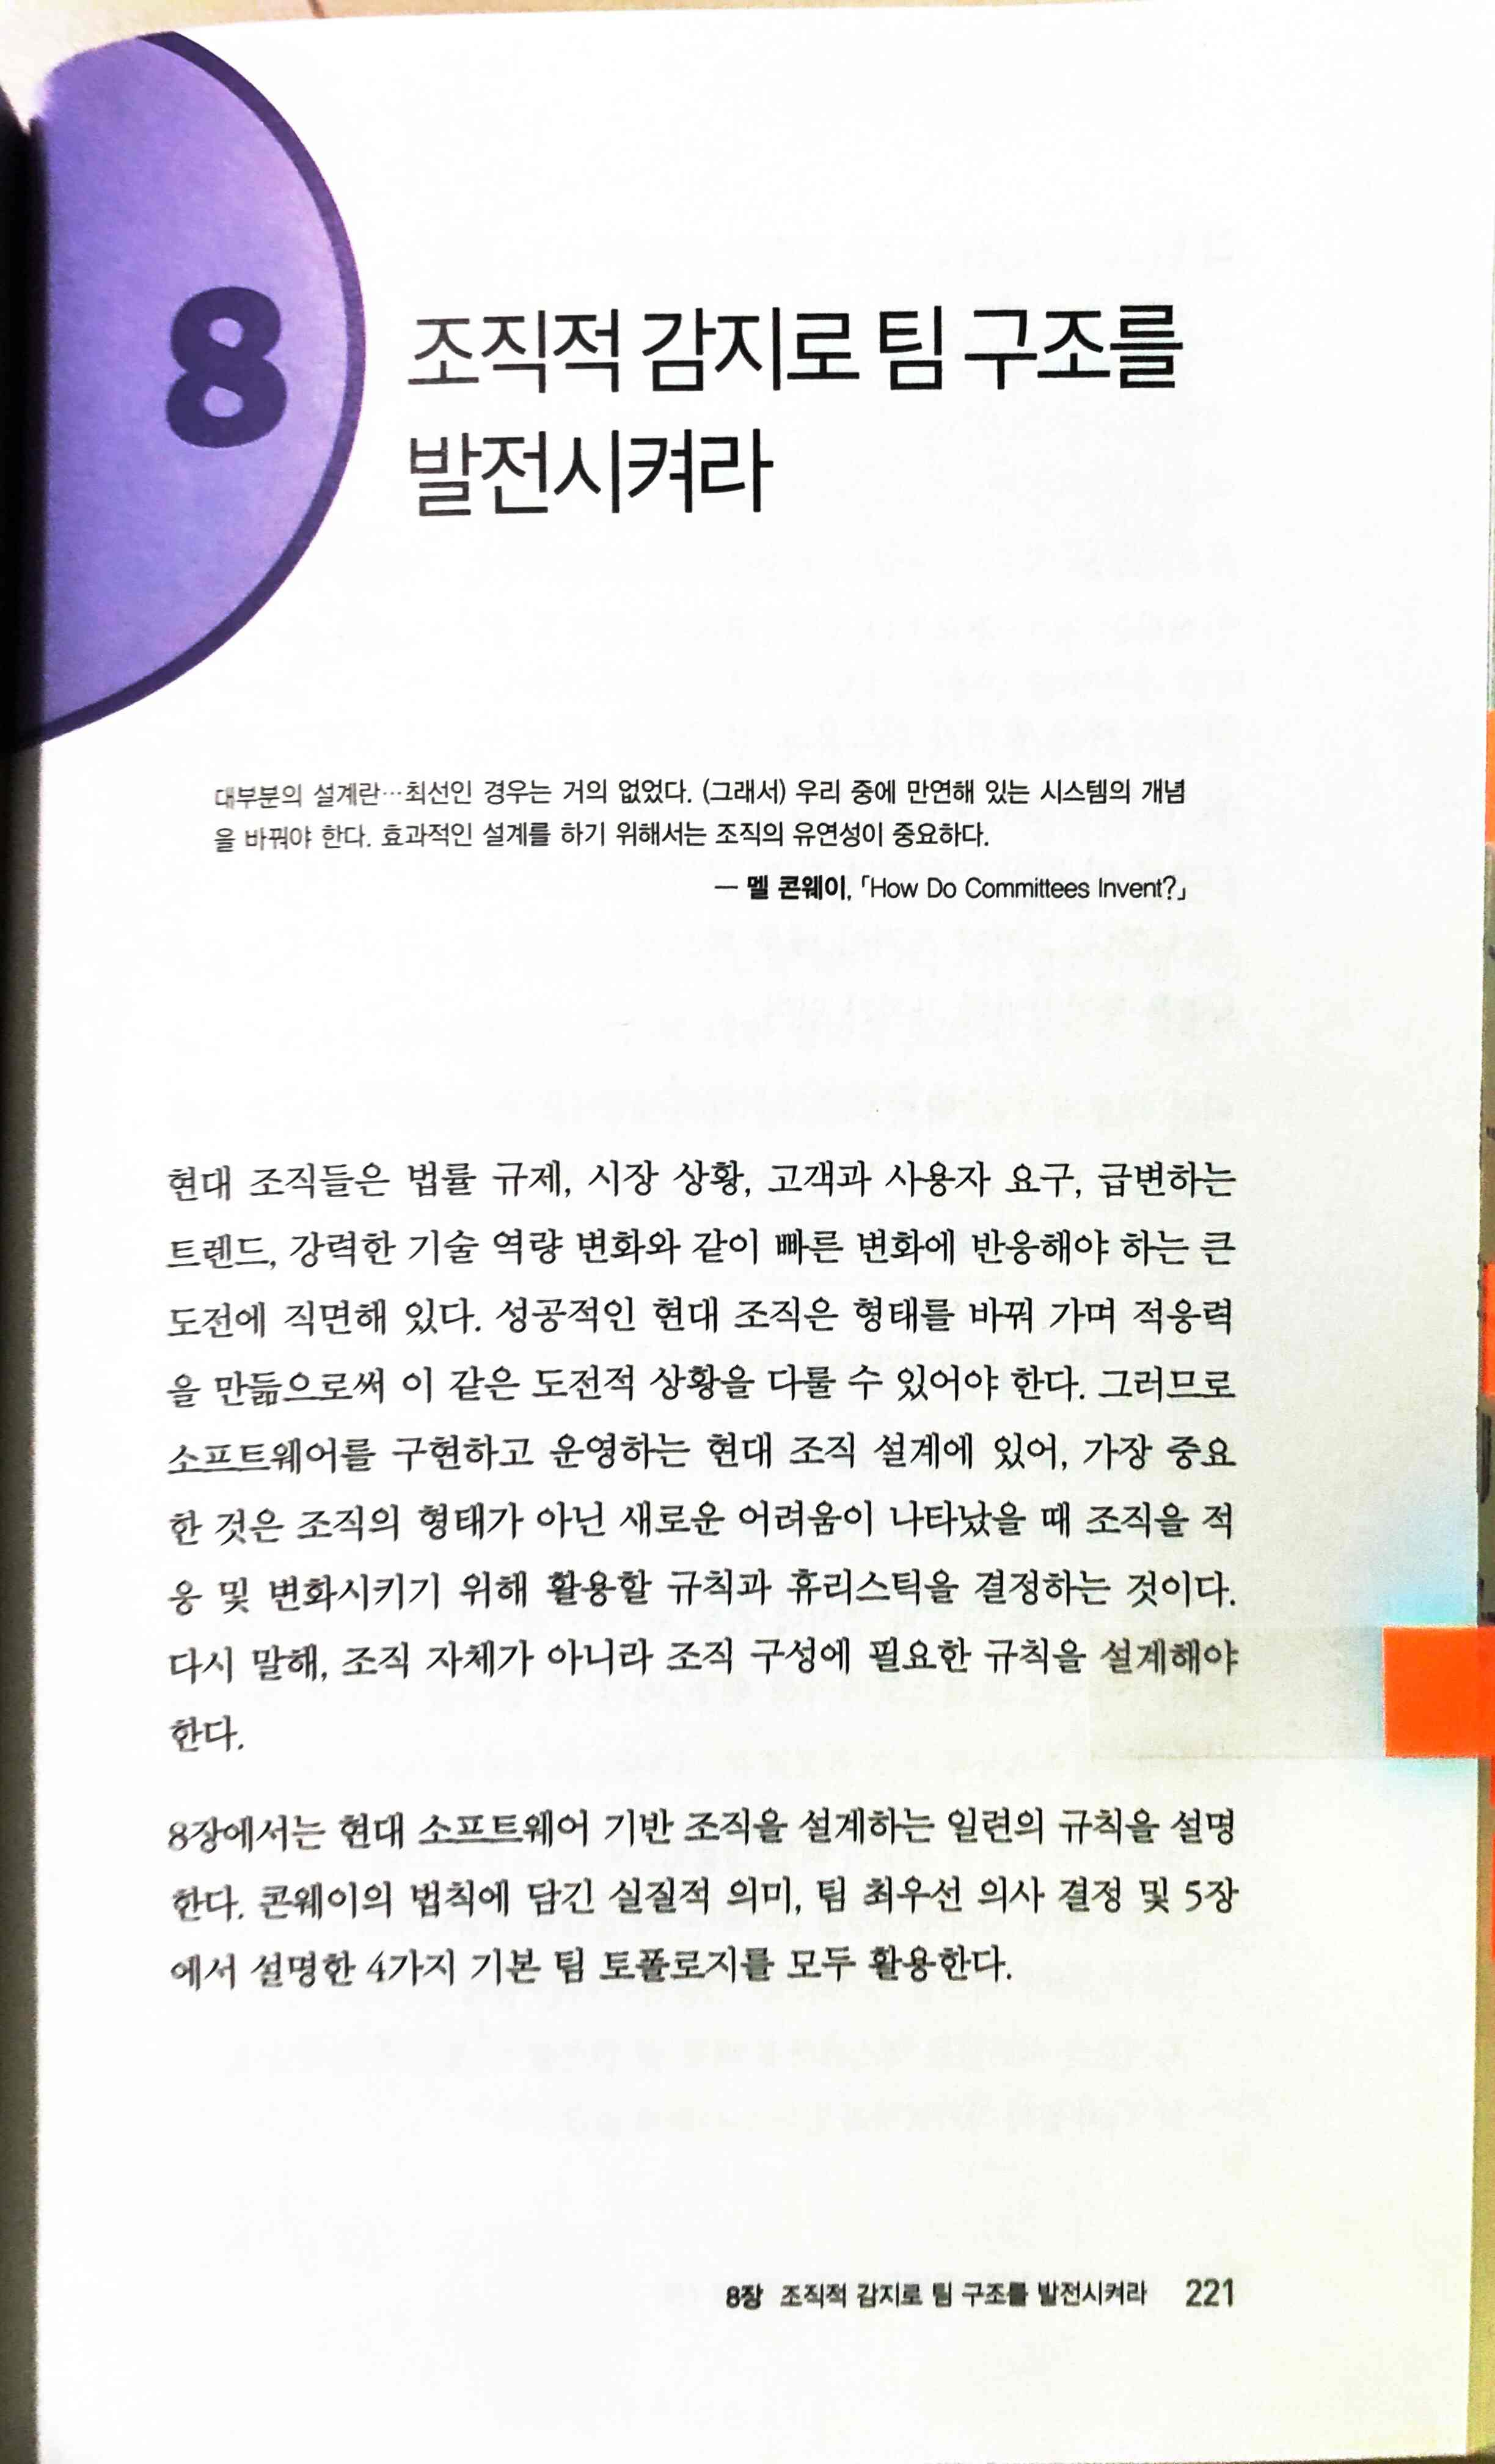 8
조직적 감지로 팀 구조를
발전시켜라
대부분의 설계란…최선인 경우는 거의 없었다. (그래서) 우리 중에 만연해 있는 시스템의 개념
을 바꿔야 한다. 효과적인 설계를 하기 위해서는 조직의 유연성이 중요하다.
― 멜 콘웨이, 「How Do Committees Invent?」
현대 조직들은 법률 규제, 시장 상황, 고객과 사용자 요구, 급변하는
트렌드, 강력한 기술 역량 변화와 같이 빠른 변화에 반응해야 하는 큰
도전에 직면해 있다. 성공적인 현대 조직은 형태를 바꿔 가며 적응력
을 만듦으로써 이 같은 도전적 상황을 다룰 수 있어야 한다. 그러므로
소프트웨어를 구현하고 운영하는 현대 조직 설계에 있어, 가장 중요
한 것은 조직의 형태가 아닌 새로운 어려움이 나타났을 때 조직을 적
응 및 변화시키기 위해 활용할 규칙과 휴리스틱을 결정하는 것이다.
다시 말해, 조직 자체가 아니라 조직 구성에 필요한 규칙을 설계해야
한다.
8장에서는 현대 소프트웨어 기반 조직을 설계하는 일련의 규칙을 설명
한다. 콘웨이의 법칙에 담긴 실질적 의미, 팀 최우선 의사 결정 및 5장
에서 설명한 4가지 기본 팀 토폴로지를 모두 활용한다.
8장 조직적 감지로 팀 구조를 발전시켜라 221